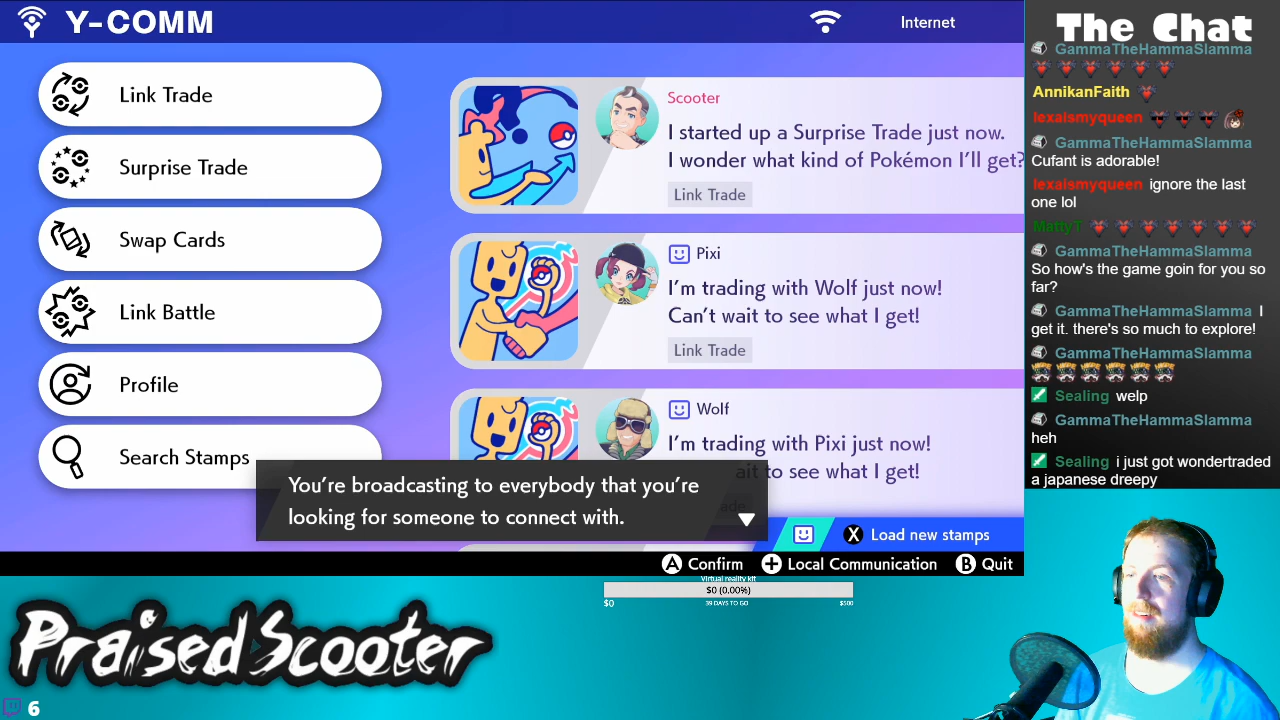 Y-COMM
Internet
Link Trade
Surprise Trade
Swap Cards
Link Battle
Profile
Search Stamps
Scooter
I started up a Surprise Trade just now.
I wonder what kind of Pokémon I'll get?
Link Trade
Pixi
I'm trading with Wolf just now!
Can't wait to see what I get!
Link Trade
Wolf
I'm trading with Pixi just now!
ait to see what I get!
You're broadcasting to everybody that you're
looking for someone to connect with.
X Load new stamps
A Confirm + Local Communication B Quit
Virtual reality kit
$0 (0.00%)
$0 39 DAYS TO GO $500
Praised Scooter
6
The Chat
GammaTheHammaSlamma
AnnikanFaith
lexaismyqueen
GammaTheHammaSlamma
Cufant is adorable!
lexaismyqueen ignore the last
one lol
MattyT
GammaTheHammaSlamma
So how's the game goin for you so
far?
GammaTheHammaSlamma I
get it. there's so much to explore!
GammaTheHammaSlamma
Sealing welp
GammaTheHammaSlamma
heh
Sealing i just got wondertraded
a japanese dreepy